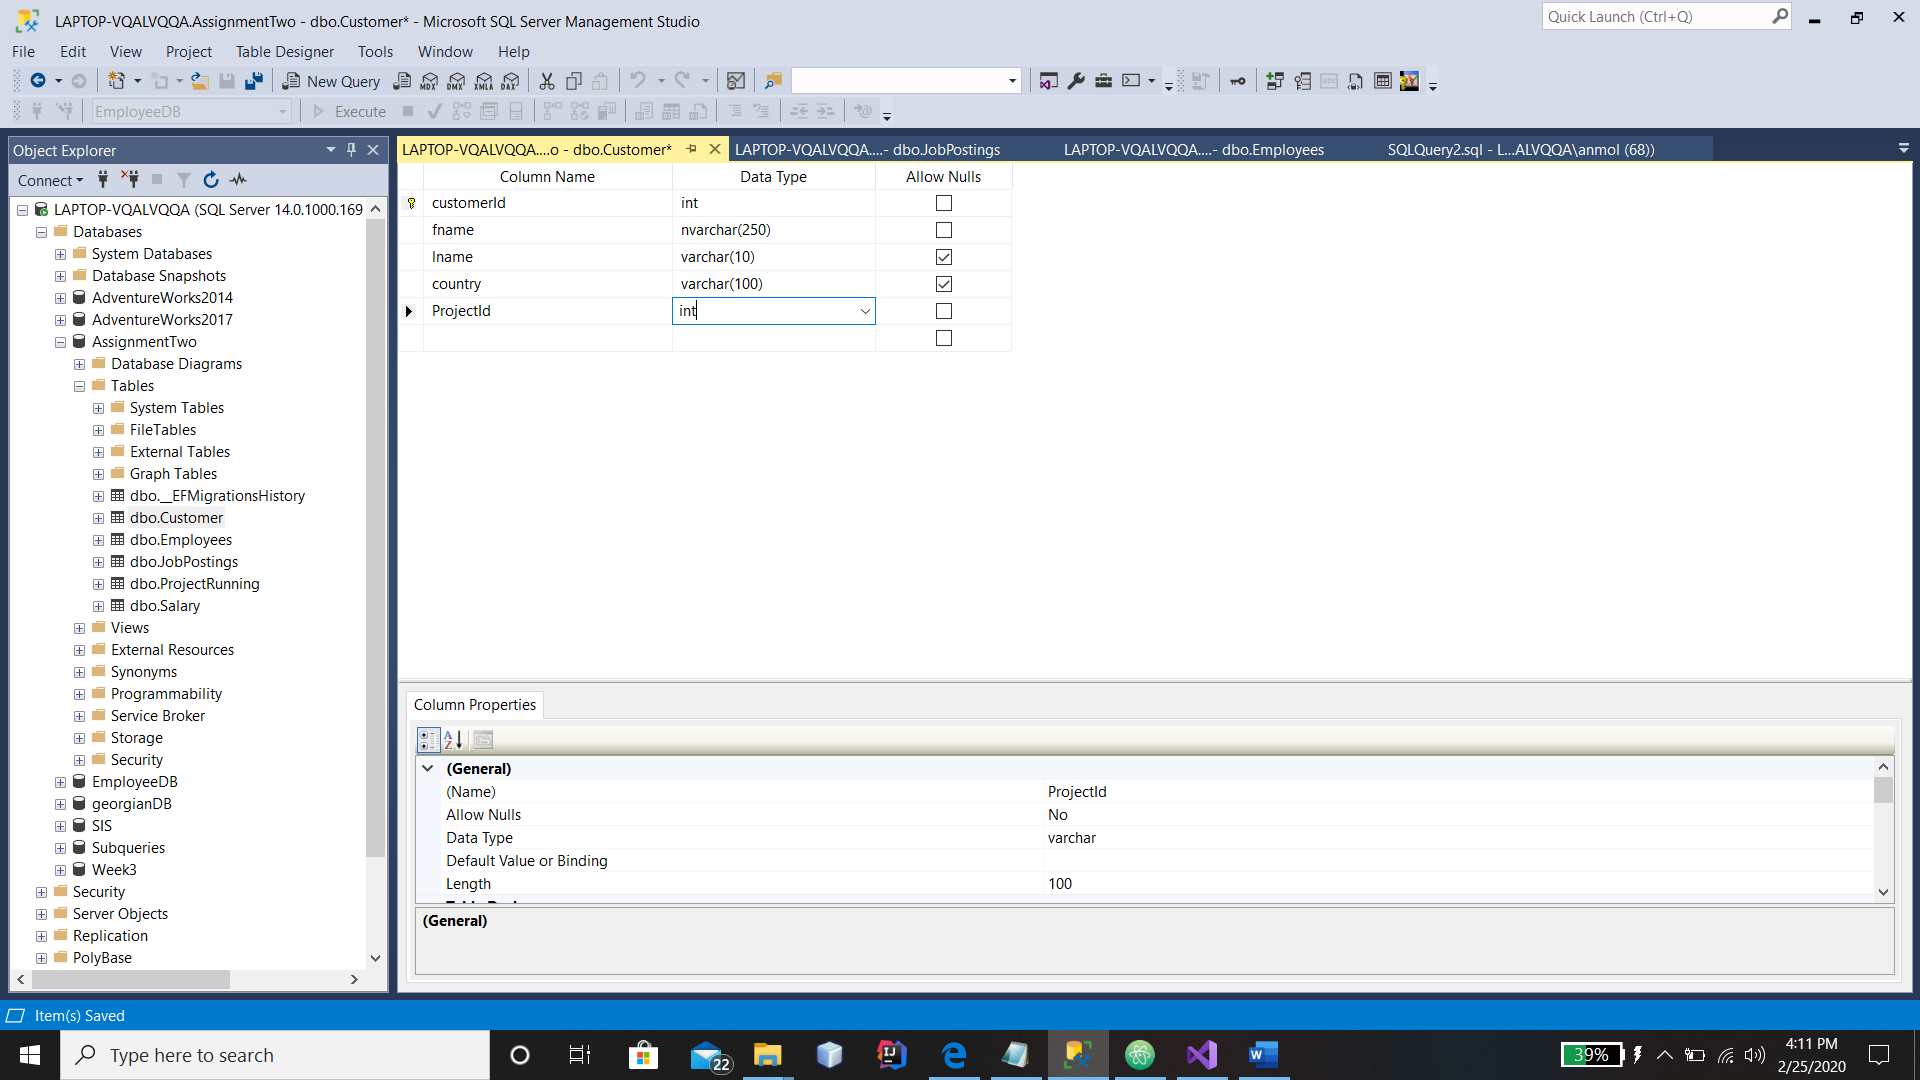 LAPTOP-VQALVQQA.AssignmentTwo - dbo.Customer* - Microsoft SQL Server Management Studio
Quick Launch (Ctrl+Q)
File Edit View Project Table Designer Tools Window Help
New Query MDX DMX XMLA DAX
EmployeeDB Execute
Object Explorer
LAPTOP-VQALVQQA....o - dbo.Customer* LAPTOP-VQALVQQA....- dbo.JobPostings LAPTOP-VQALVQQA....- dbo.Employees SQLQuery2.sql - L...ALVQQA\anmol (68))
Connect
LAPTOP-VQALVQQA (SQL Server 14.0.1000.169
Databases
System Databases
Database Snapshots
AdventureWorks2014
AdventureWorks2017
AssignmentTwo
Database Diagrams
Tables
System Tables
FileTables
External Tables
Graph Tables
dbo.__EFMigrationsHistory
dbo.Customer
dbo.Employees
dbo.JobPostings
dbo.ProjectRunning
dbo.Salary
Views
External Resources
Synonyms
Programmability
Service Broker
Storage
Security
EmployeeDB
georgianDB
SIS
Subqueries
Week3
Security
Server Objects
Replication
PolyBase
Column Name Data Type Allow Nulls
customerId int
fname nvarchar(250)
lname varchar(10)
country varchar(100)
ProjectId int
Column Properties
(General)
(Name) ProjectId
Allow Nulls No
Data Type varchar
Default Value or Binding
Length 100
(General)
Item(s) Saved
Type here to search
22
39%
4:11 PM
2/25/2020